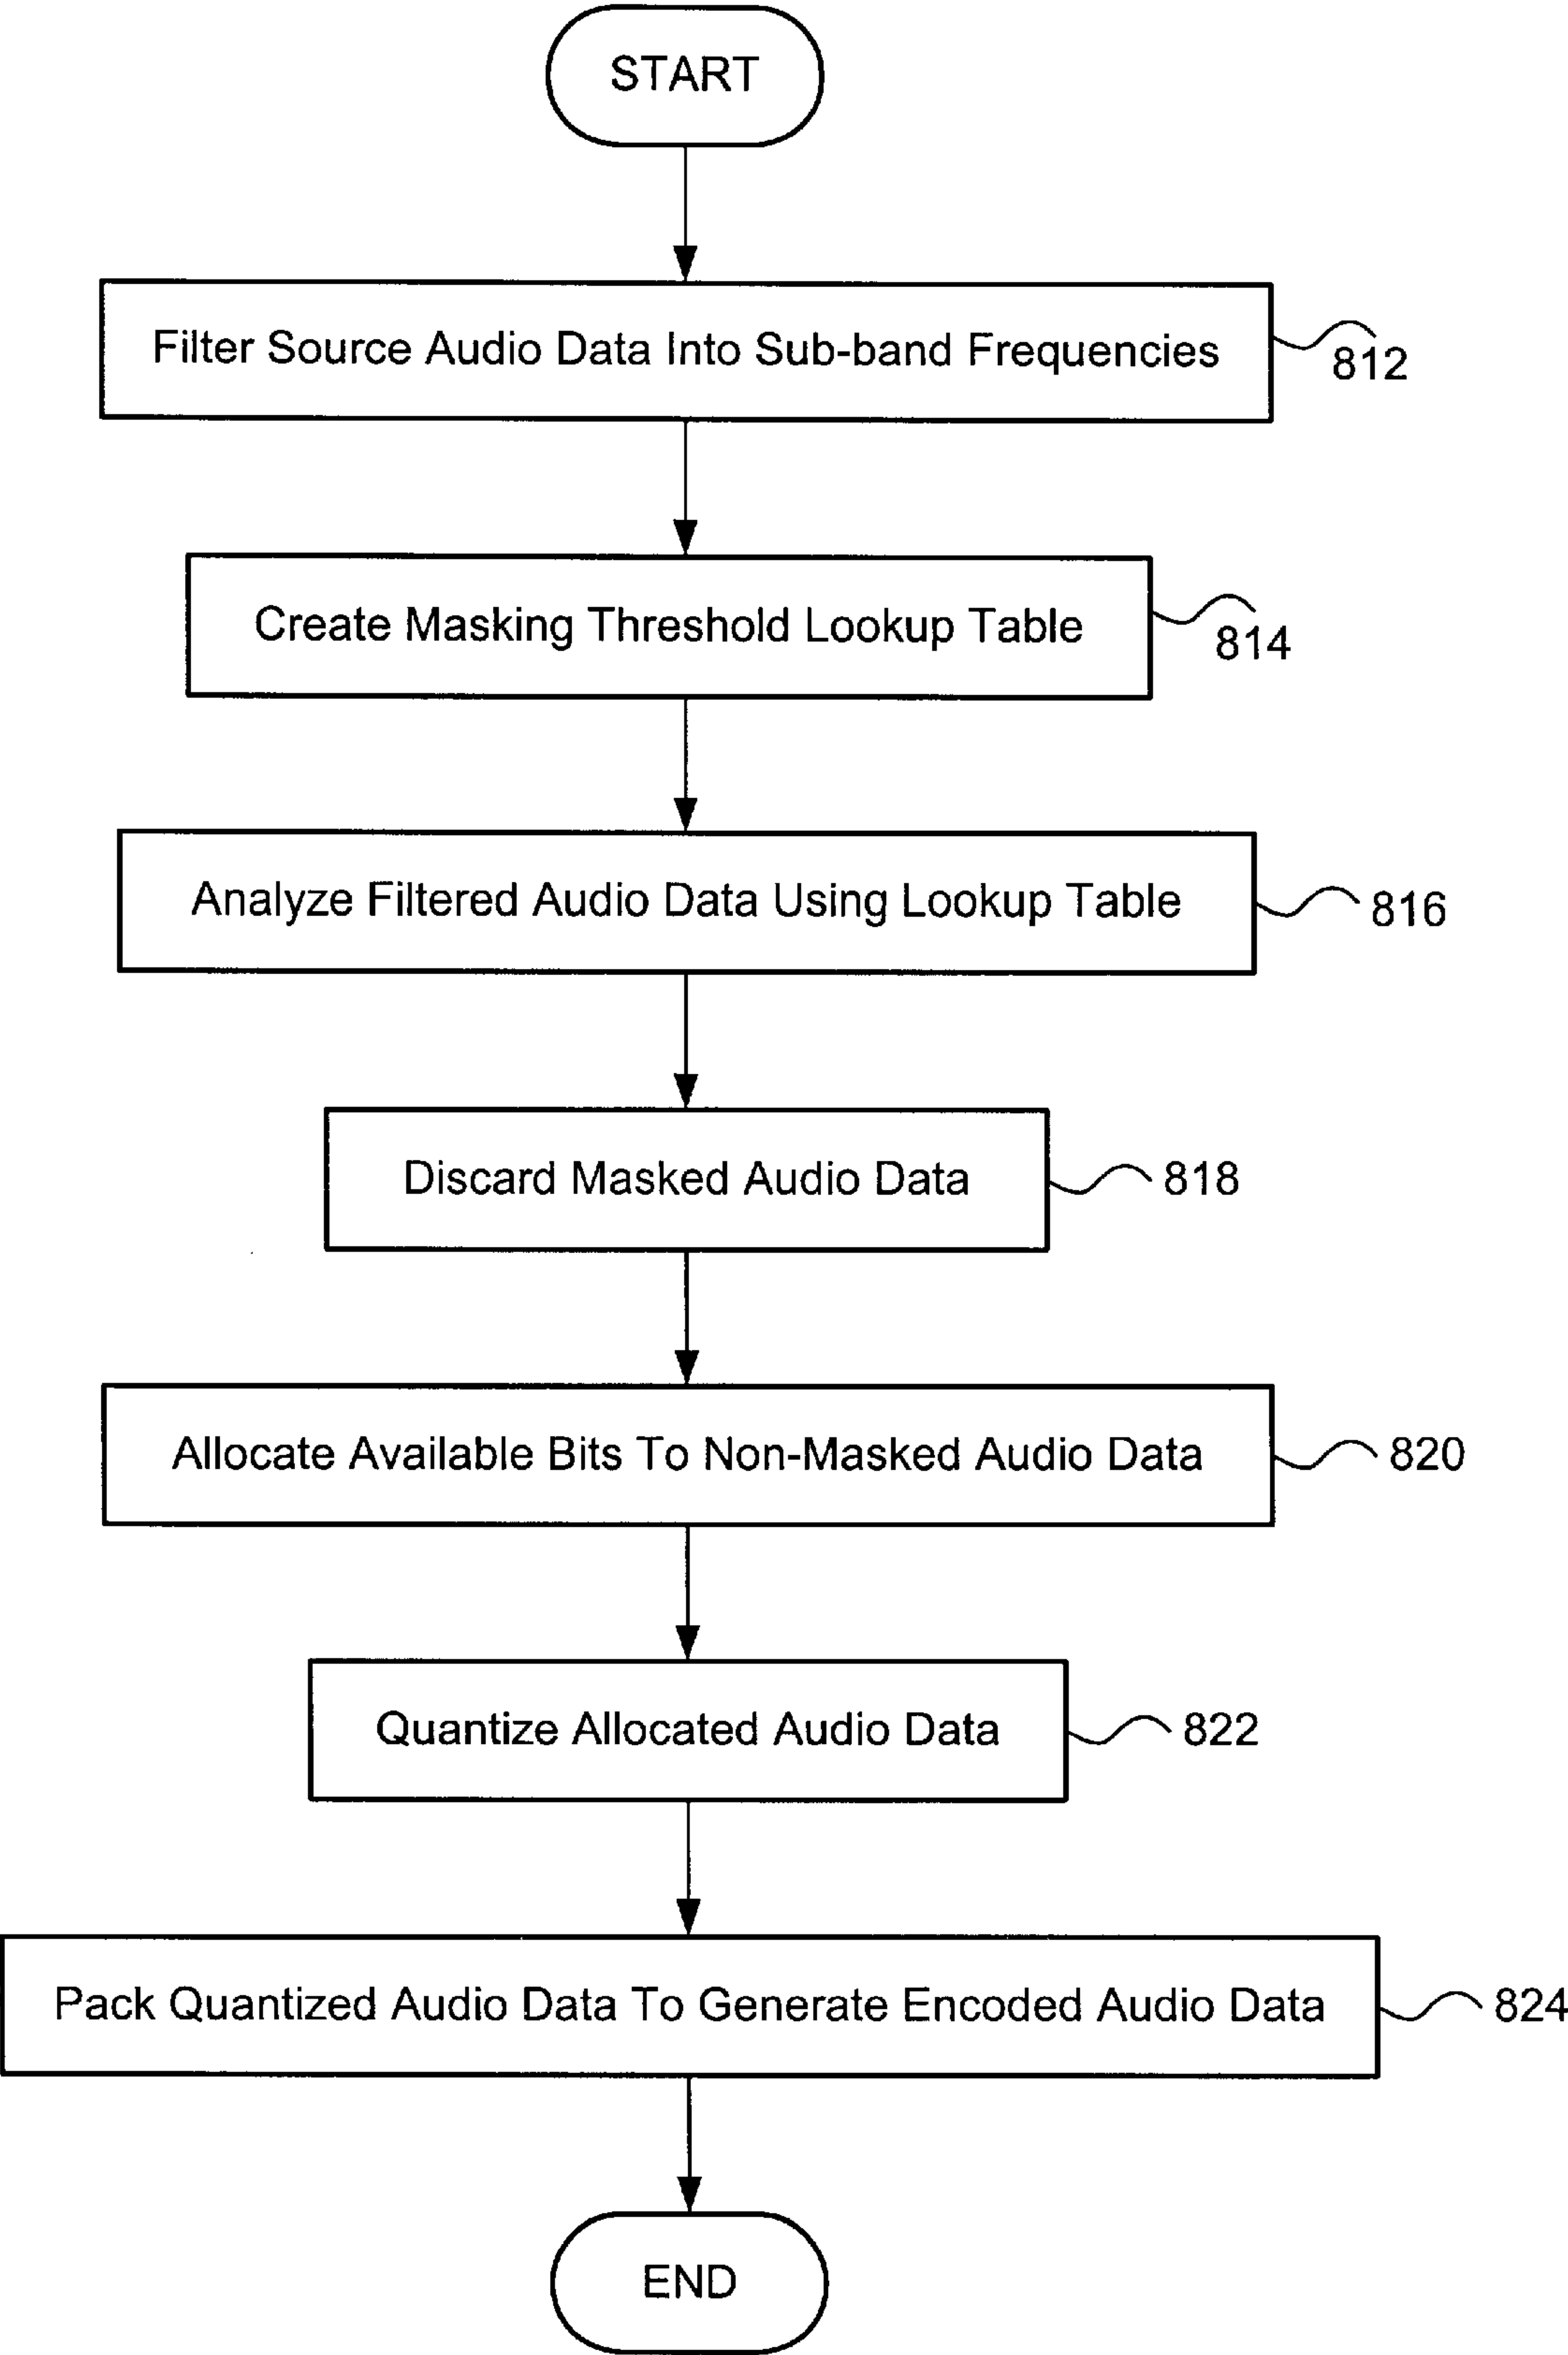 START
Filter Source Audio Data Into Sub-band Frequencies
812
Create Masking Threshold Lookup Table
814
Analyze Filtered Audio Data Using Lookup Table
816
Discard Masked Audio Data
818
Allocate Available Bits To Non-Masked Audio Data
820
Quantize Allocated Audio Data
822
Pack Quantized Audio Data To Generate Encoded Audio Data
824
END